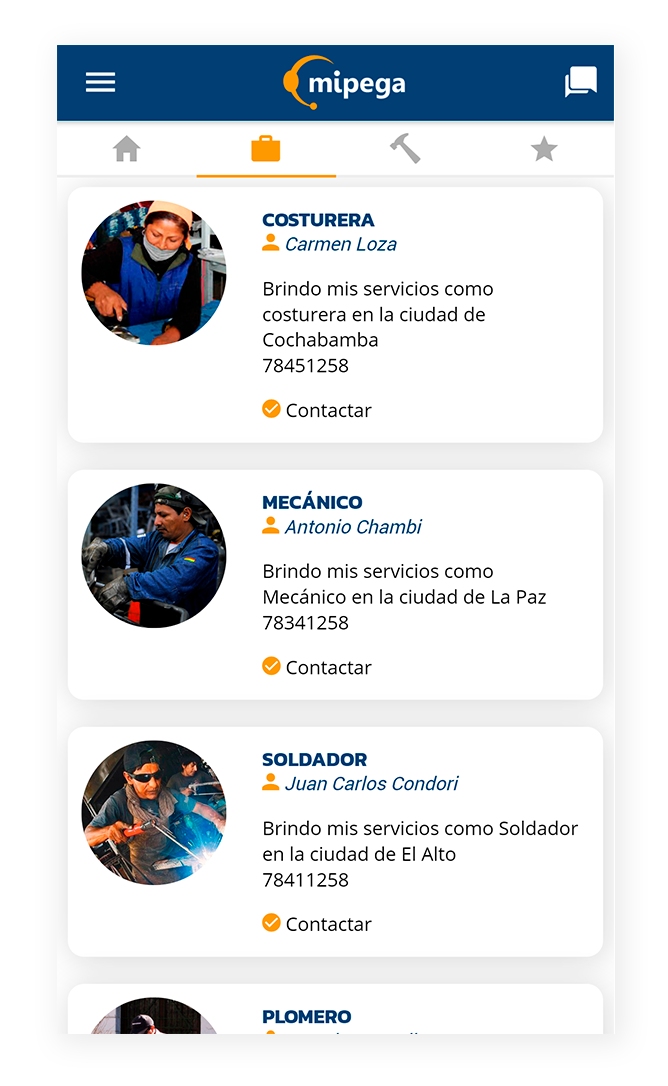 mipega
COSTURERA
Carmen Loza
Brindo mis servicios como
costurera en la ciudad de
Cochabamba
78451258
Contactar
MECÁNICO
Antonio Chambi
Brindo mis servicios como
Mecánico en la ciudad de La Paz
78341258
Contactar
SOLDADOR
Juan Carlos Condori
Brindo mis servicios como Soldador
en la ciudad de El Alto
78411258
Contactar
PLOMERO